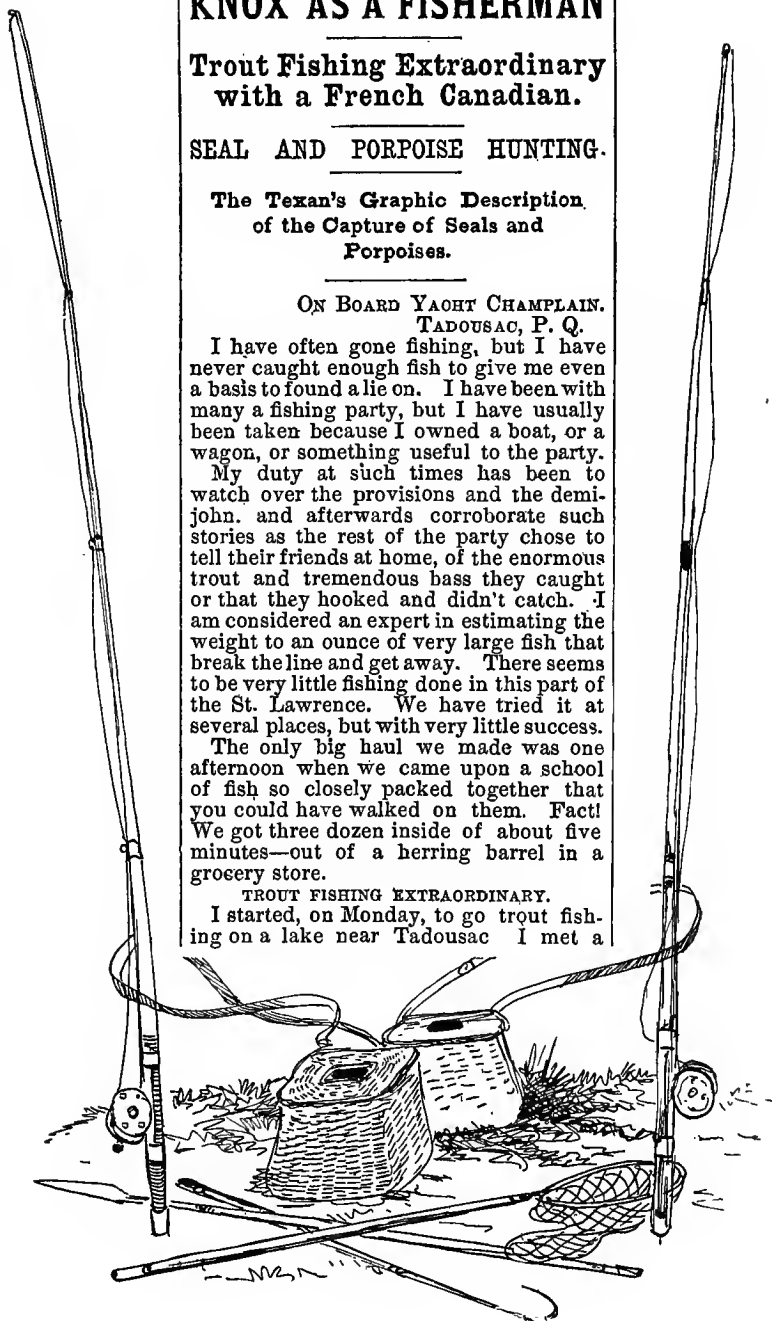 KNOX AS A FISHERMAN
Trout Fishing Extraordinary
with a French Canadian.
SEAL AND PORPOISE HUNTING.
The Texan's Graphic Description
of the Capture of Seals and
Porpoises.
ON BOARD YACHT CHAMPLAIN.
TADOUSAC, P. Q.
I have often gone fishing, but I have
never caught enough fish to give me even
a basis to found a lie on. I have been with
many a fishing party, but I have usually
been taken because I owned a boat, or a
wagon, or something useful to the party.
My duty at such times has been to
watch over the provisions and the demi-
john. and afterwards corroborate such
stories as the rest of the party chose to
tell their friends at home, of the enormous
trout and tremendous bass they caught
or that they hooked and didn't catch. I
am considered an expert in estimating the
weight to an ounce of very large fish that
break the line and get away. There seems
to be very little fishing done in this part of
the St. Lawrence. We have tried it at
several places, but with very little success.
The only big haul we made was one
afternoon when we came upon a school
of fish so closely packed together that
you could have walked on them. Fact!
We got three dozen inside of about five
minutes—out of a herring barrel in a
grocery store.
TROUT FISHING EXTRAORDINARY.
I started, on Monday, to go trout fish-
ing on a lake near Tadousac I met a